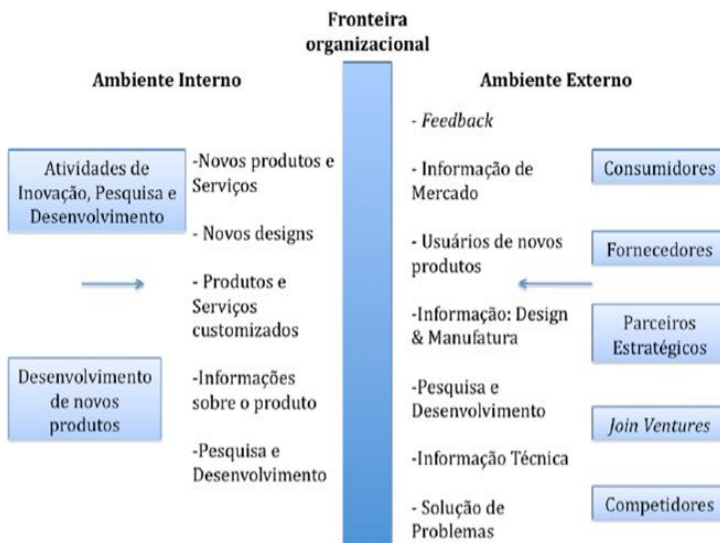 Fronteira
organizacional
Ambiente Interno
Atividades de
Inovação, Pesquisa e
Desenvolvimento
Desenvolvimento
de novos
produtos
-Novos produtos e
Serviços
- Novos designs
- Produtos e
Serviços
customizados
-Informações
sobre o produto
-Pesquisa e
Desenvolvimento
Ambiente Externo
- Feedback
- Informação de
Mercado
- Usuários de novos
produtos
-Informação: Design
& Manufatura
-Pesquisa e
Desenvolvimento
-Informação Técnica
- Solução de
Problemas
Consumidores
Fornecedores
Parceiros
Estratégicos
Join Ventures
Competidores